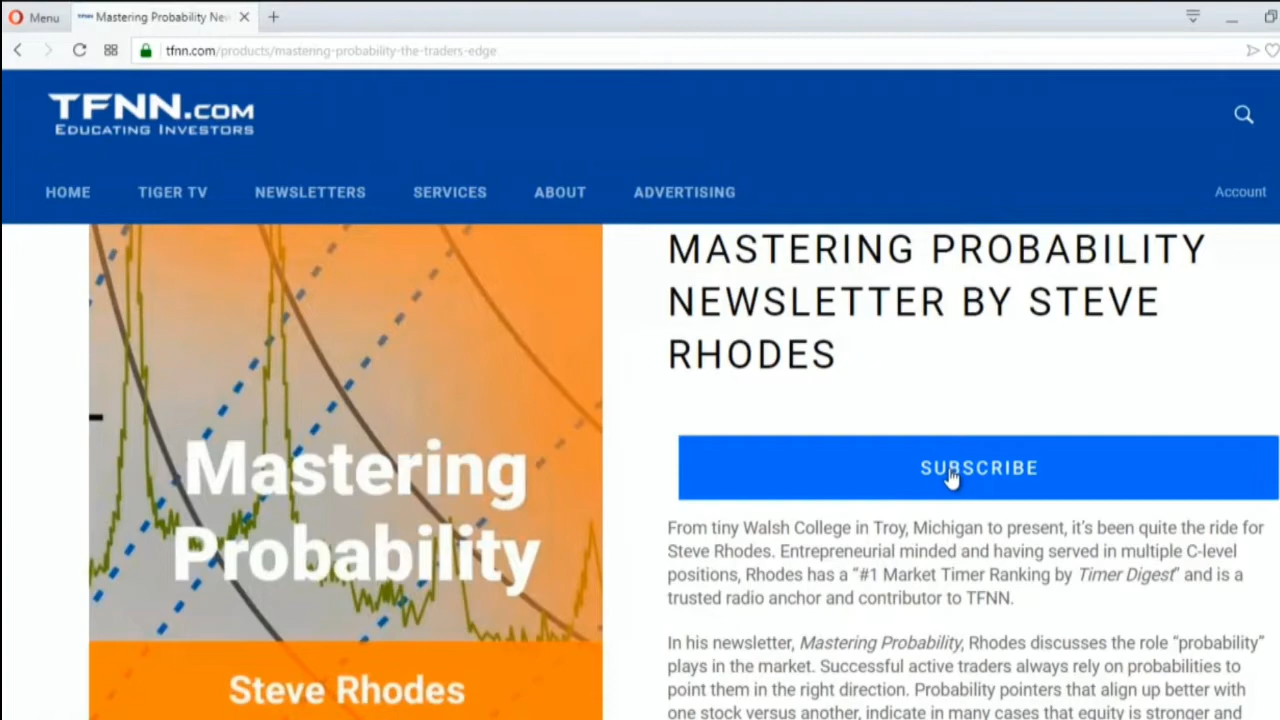 Menu
Mastering Probability Ne
tfnn.com/products/mastering-probability-the-traders-edge
TFNN.COM
EDUCATING INVESTORS
HOME
TIGER TV
NEWSLETTERS
SERVICES
ABOUT
ADVERTISING
Account
MASTERING PROBABILITY
NEWSLETTER BY STEVE
RHODES
Mastering
Probability
Steve Rhodes
SUBSCRIBE
From tiny Walsh College in Troy, Michigan to present, it's been quite the ride for
Steve Rhodes. Entrepreneurial minded and having served in multiple C-level
positions, Rhodes has a “#1 Market Timer Ranking by Timer Digest” and is a
trusted radio anchor and contributor to TFNN.
In his newsletter, Mastering Probability, Rhodes discusses the role “probability”
plays in the market. Successful active traders always rely on probabilities to
point them in the right direction. Probability pointers that align up better with
one stock versus another, indicate in many cases that equity is stronger and